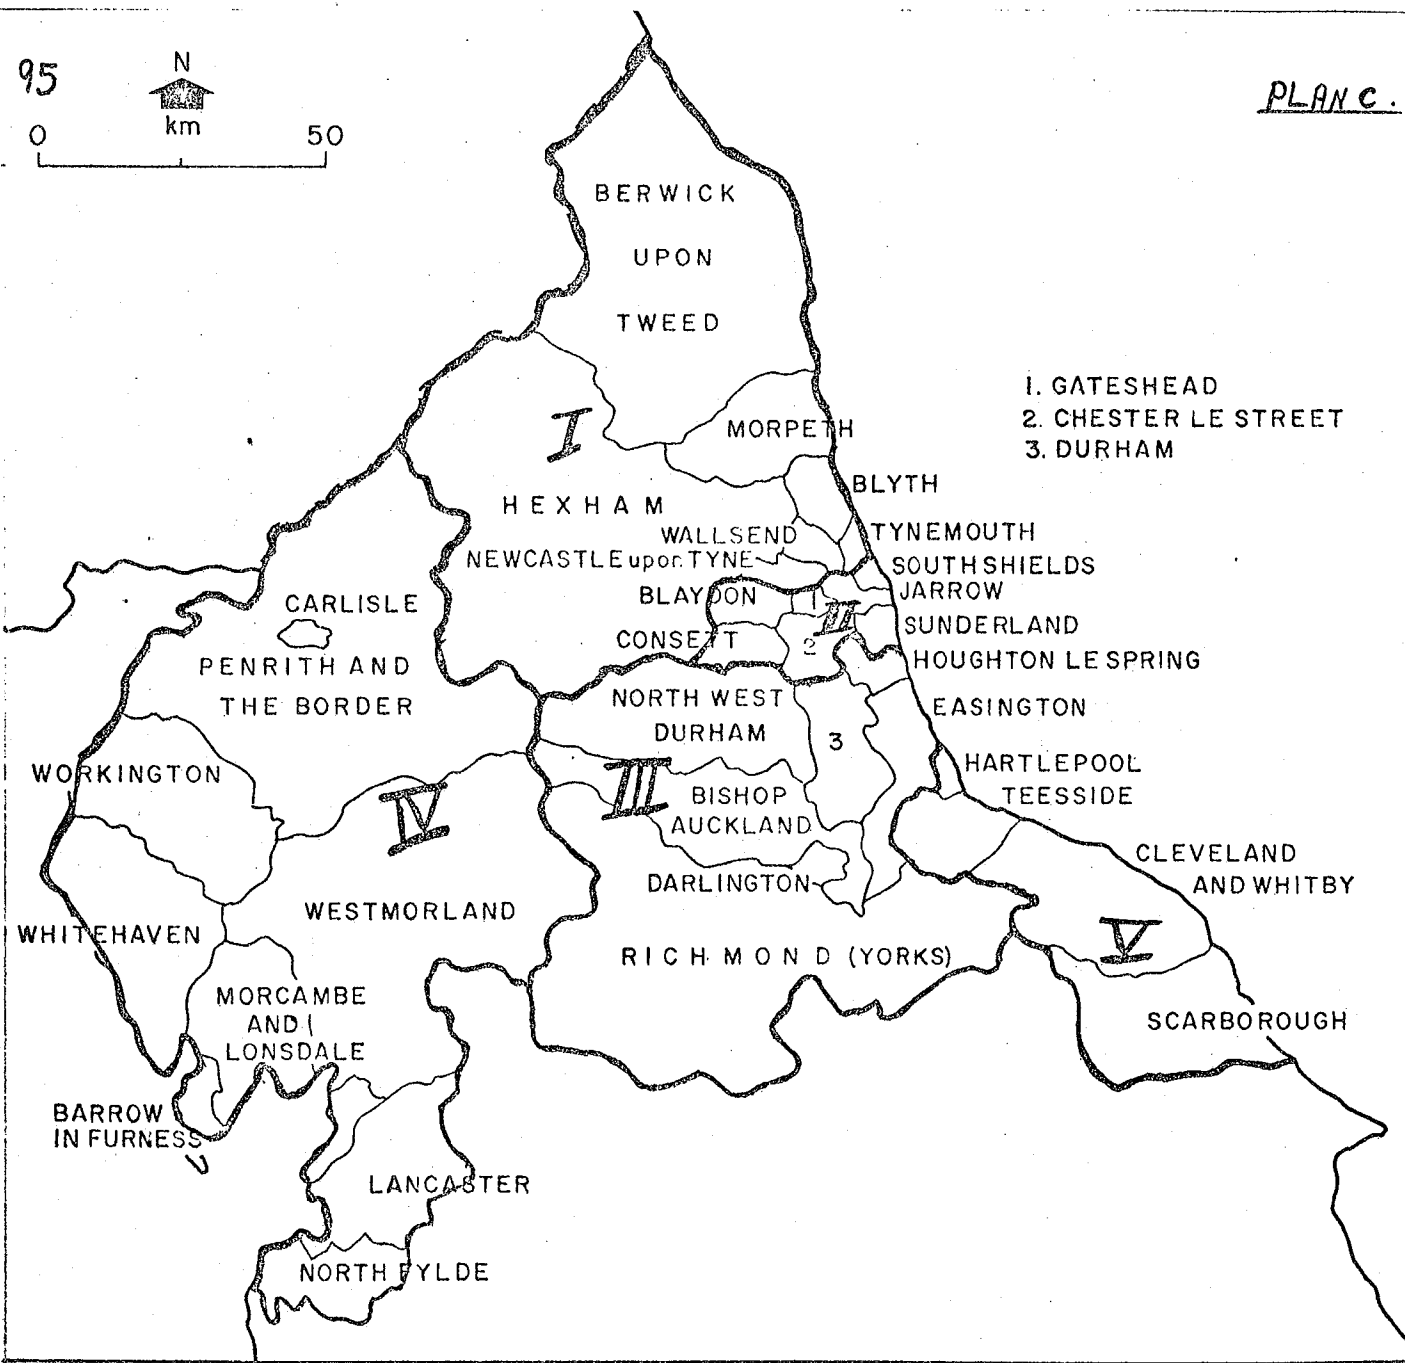 95
N
km
0 50
PLAN C.
BERWICK
UPON
TWEED
1. GATESHEAD
2. CHESTER LE STREET
3. DURHAM
I
MORPETH
BLYTH
HEXHAM
WALLSEND
TYNEMOUTH
NEWCASTLE upon TYNE
SOUTH SHIELDS
BLAYDON
1
JARROW
II
CARLISLE
SUNDERLAND
CONSETT
2
HOUGHTON LE SPRING
PENRITH AND
THE BORDER
NORTH WEST
DURHAM
EASINGTON
3
HARTLEPOOL
WORKINGTON
TEESSIDE
III
BISHOP
AUCKLAND
IV
CLEVELAND
AND WHITBY
DARLINGTON
WESTMORLAND
WHITEHAVEN
V
RICHMOND (YORKS)
MORCAMBE
AND
LONSDALE
SCARBOROUGH
BARROW
IN FURNESS
LANCASTER
NORTH FYLDE